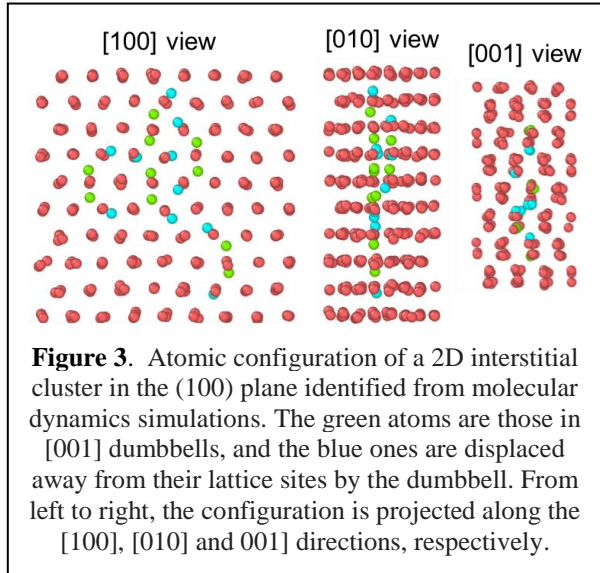 [100] view
[010] view
[001] view
Figure 3. Atomic configuration of a 2D interstitial
cluster in the (100) plane identified from molecular
dynamics simulations. The green atoms are those in
[001] dumbbells, and the blue ones are displaced
away from their lattice sites by the dumbbell. From
left to right, the configuration is projected along the
[100], [010] and 001] directions, respectively.